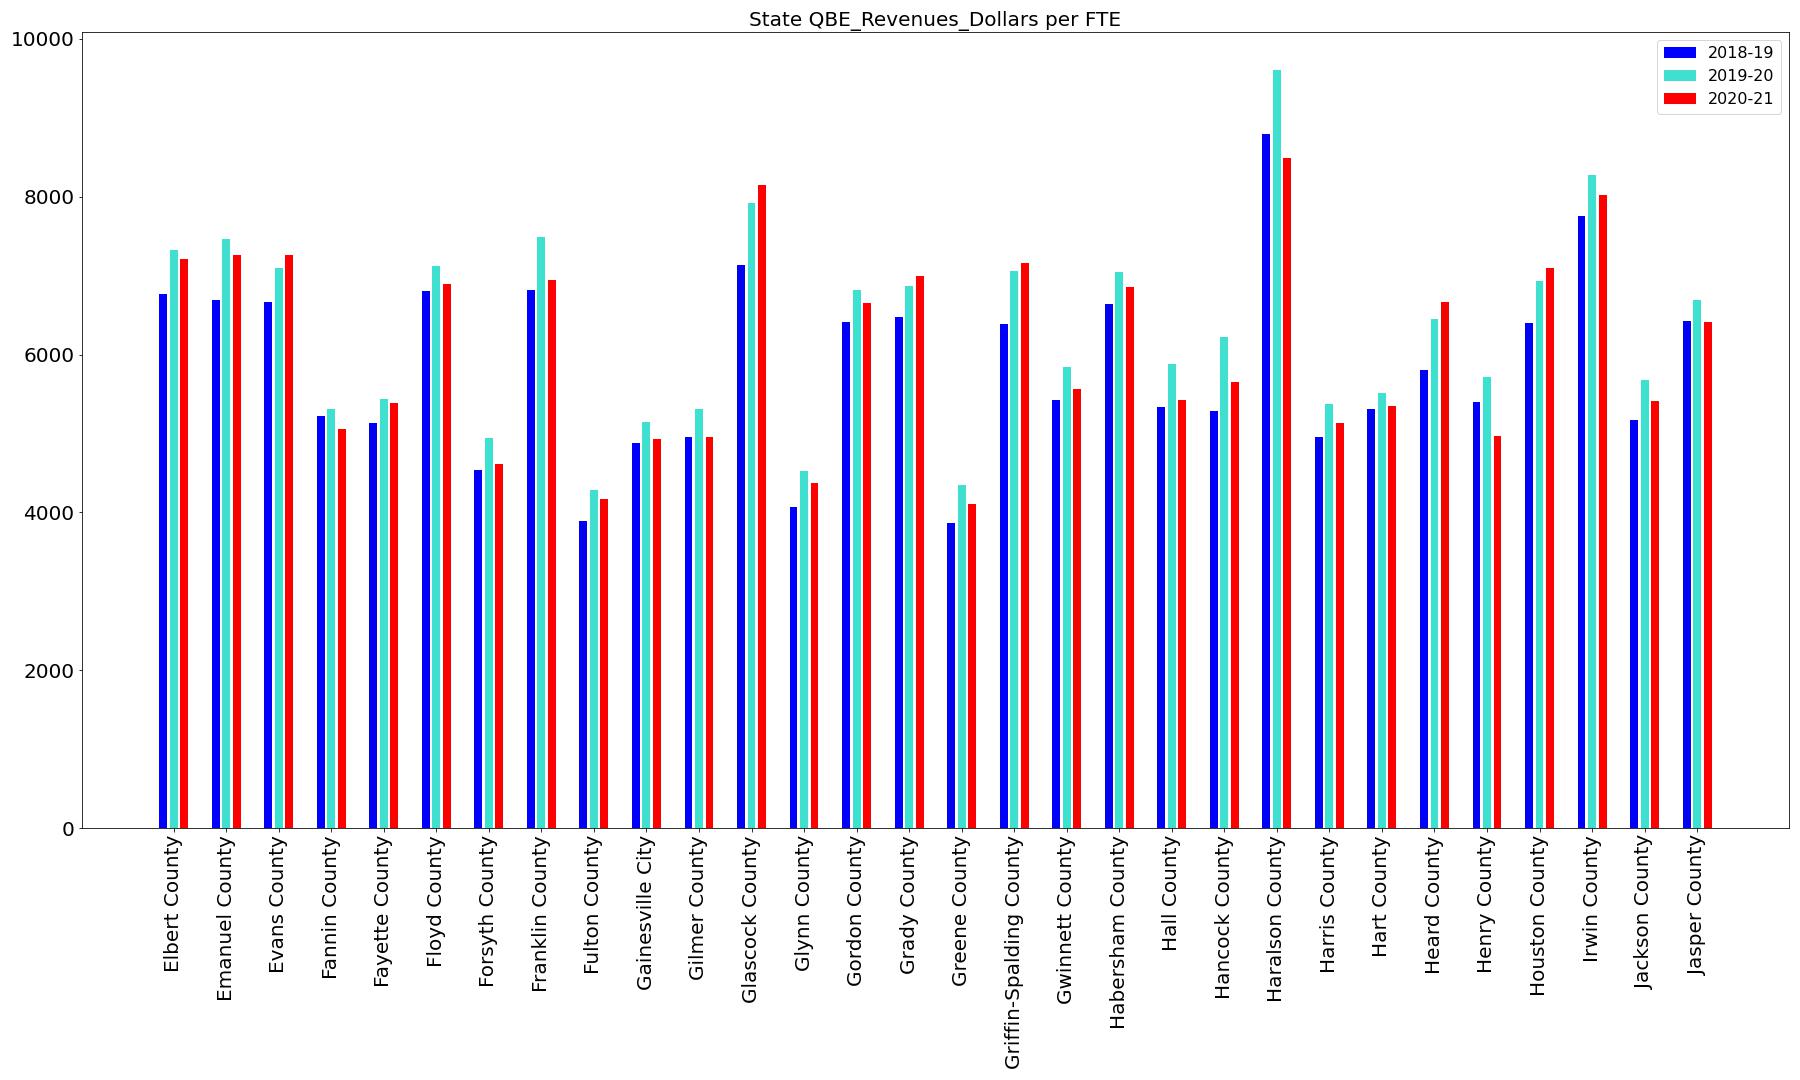 State QBE_Revenues_Dollars per FTE
10000
8000
6000
4000
2000
0
2018-19
2019-20
2020-21
Elbert County
Emanuel County
Evans County
Fannin County
Fayette County
Floyd County
Forsyth County
Franklin County
Fulton County
Gainesville City
Gilmer County
Glascock County
Glynn County
Gordon County
Grady County
Greene County
Griffin-Spalding County
Gwinnett County
Habersham County
Hall County
Hancock County
Haralson County
Harris County
Hart County
Heard County
Henry County
Houston County
Irwin County
Jackson County
Jasper County